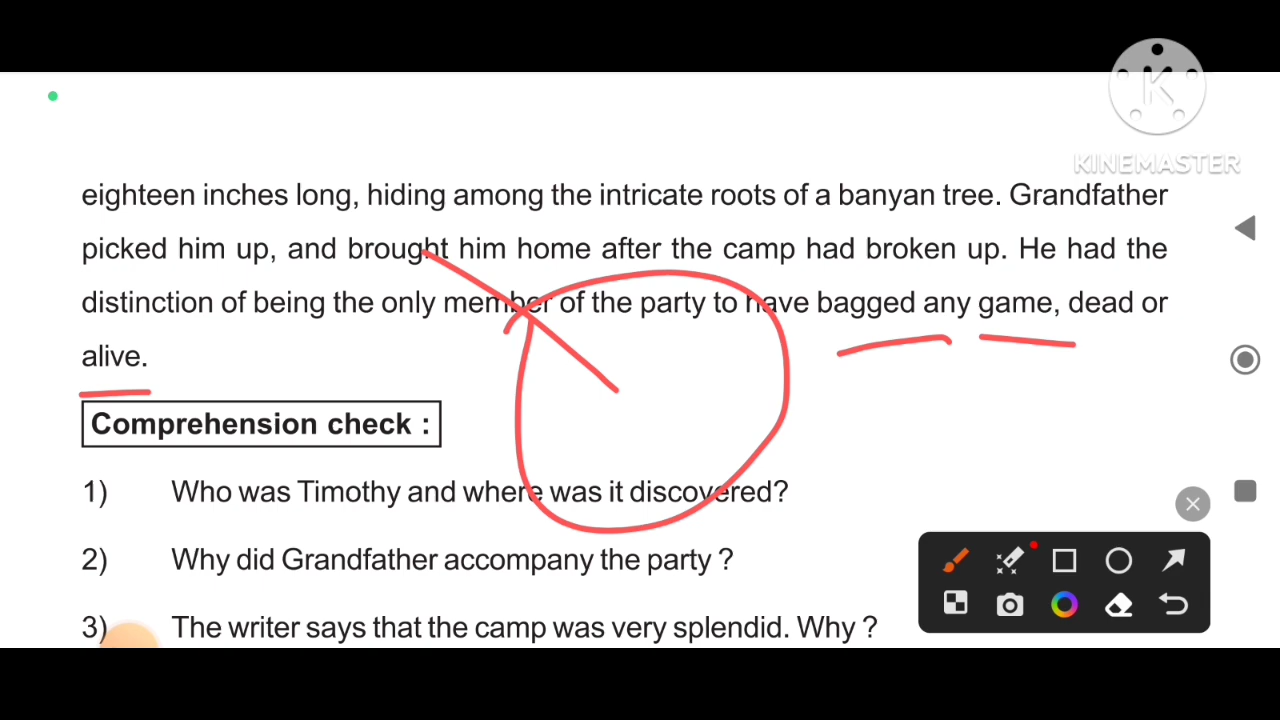 KINEMASTER
eighteen inches long, hiding among the intricate roots of a banyan tree. Grandfather
picked him up, and brought him home after the camp had broken up. He had the
distinction of being the only member of the party to have bagged any game, dead or
alive.
Comprehension check :
1) Who was Timothy and where was it discovered?
2) Why did Grandfather accompany the party ?
3) The writer says that the camp was very splendid. Why ?